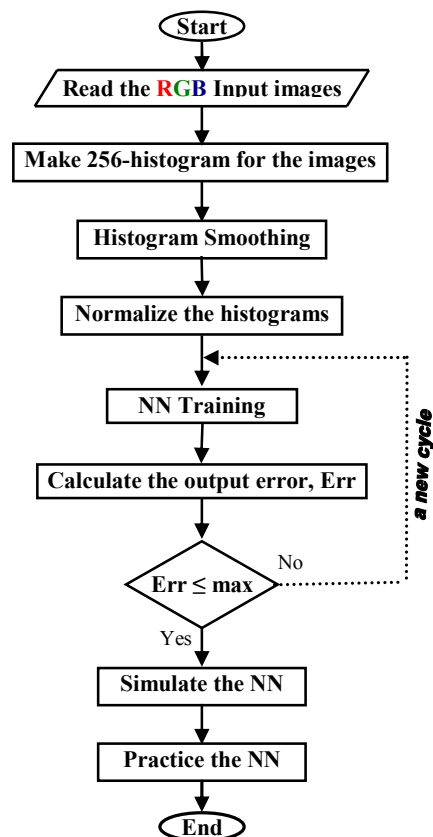 Start
Read the RGB Input images
Make 256-histogram for the images
Histogram Smoothing
Normalize the histograms
NN Training
Calculate the output error, Err
a new cycle
Err ≤ max
No
Yes
Simulate the NN
Practice the NN
End